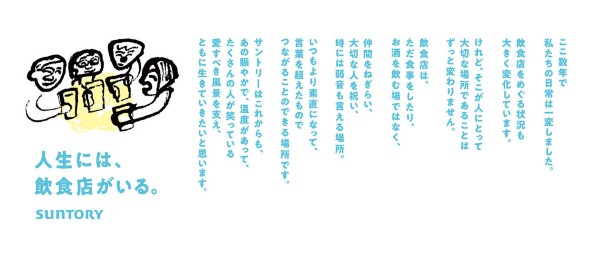 ここ数年で
私たちの日常は一変しました。
飲食店をめぐる状況も
大きく変化しています。
けれど、そこが人にとって
大切な場所であることは
ずっと変わりません。
飲食店は、
ただ食事をしたり、
お酒を飲む場ではなく、
仲間をねぎらい、
大切な人を祝い、
時には弱音も言える場所。
いつもより素直になって、
言葉を超えたもので
つながることのできる場所です。
サントリーはこれからも、
あの賑やかで、温度があって、
たくさんの人が笑っている
愛すべき風景を支え、
ともに生きていきたいと思います。
人生には、
飲食店がいる。
SUNTORY